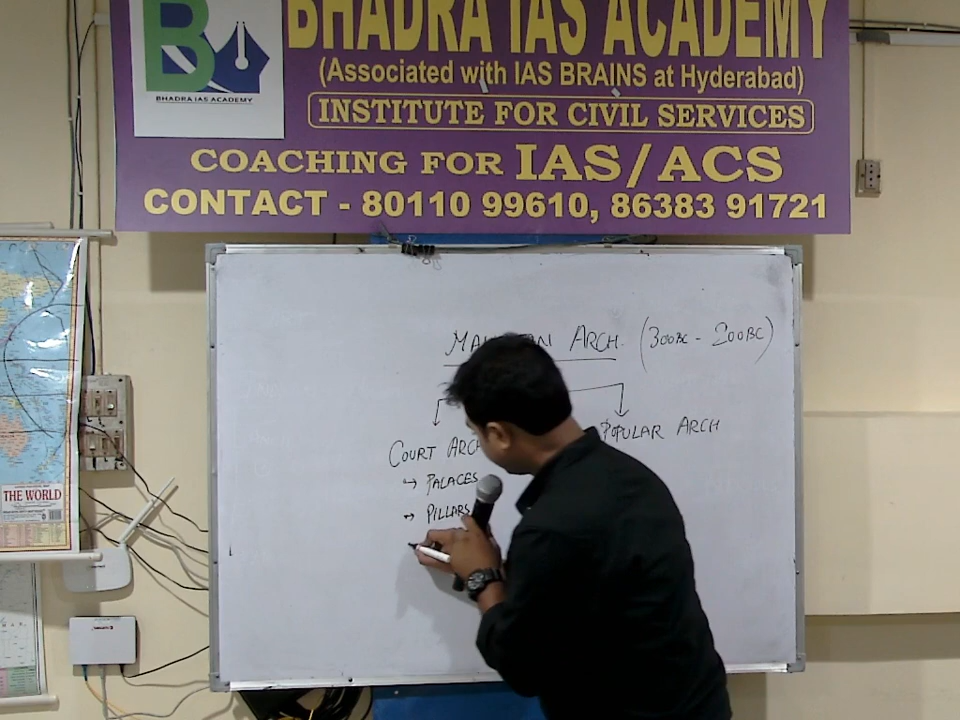 BHADRA IAS ACADEMY
B
BHADRA IAS ACADEMY
(Associated with IAS BRAINS at Hyderabad)
INSTITUTE FOR CIVIL SERVICES
COACHING FOR IAS/ACS
CONTACT - 80110 99610, 86383 91721
ARCH. (300BC - 200BC)
COURT ARCH
POPULAR ARCH
↪ PALACES
↪ PILLARS
THE WORLD